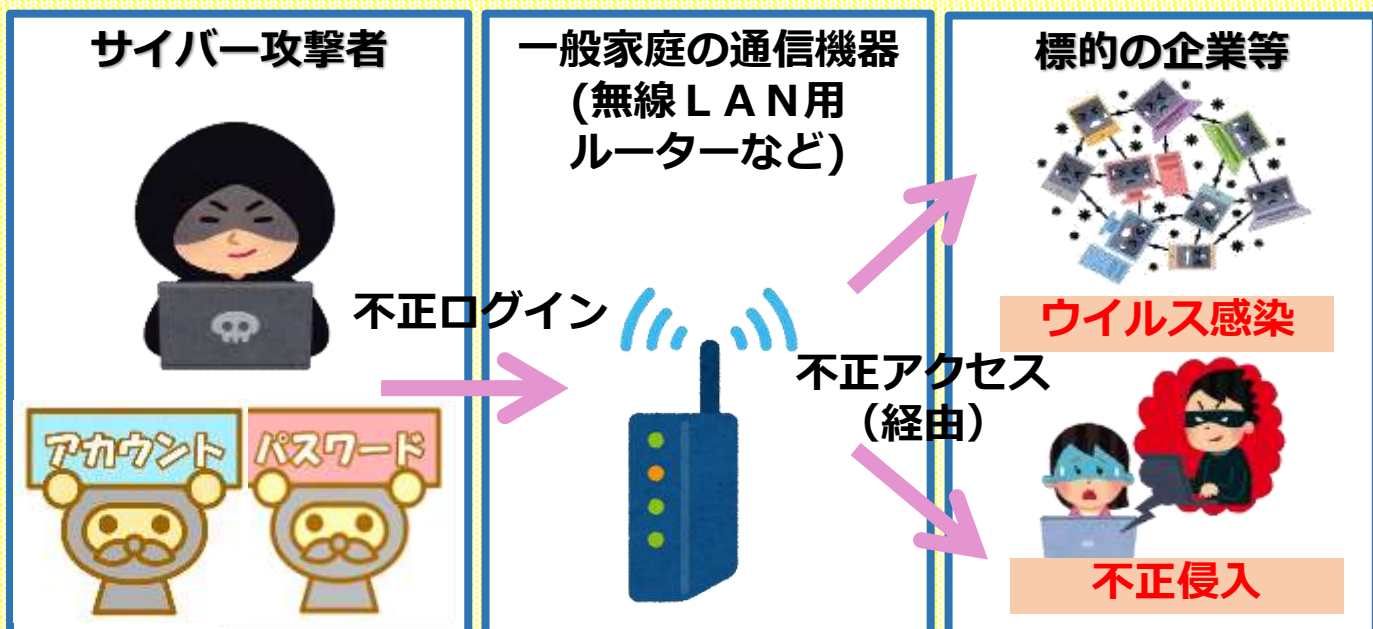 サイバー攻撃者
一般家庭の通信機器
(無線ＬＡＮ用
ルーターなど)
標的の企業等
不正ログイン
アカウント
パスワード
不正アクセス
（経由）
ウイルス感染
不正侵入